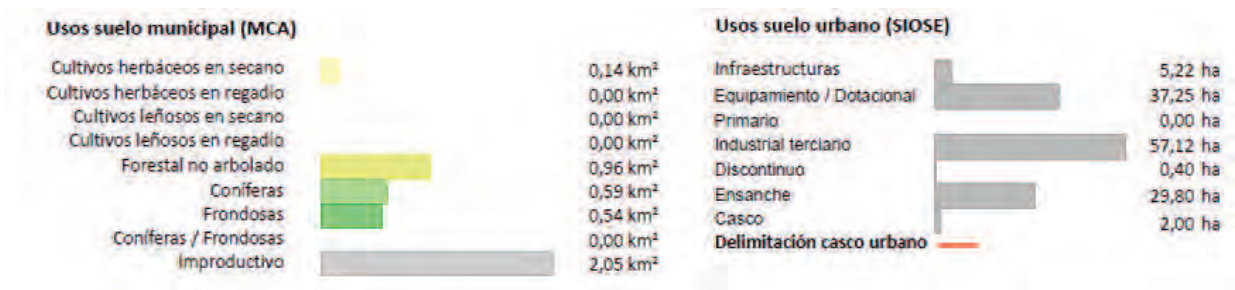 Usos suelo municipal (MCA)
Cultivos herbáceos en secano 0,14 km²
Cultivos herbáceos en regadío 0,00 km²
Cultivos leñosos en secano 0,00 km²
Cultivos leñosos en regadío 0,00 km²
Forestal no arbolado 0,96 km²
Coníferas 0,59 km²
Frondosas 0,54 km²
Coníferas / Frondosas 0,00 km²
Improductivo 2,05 km²
Usos suelo urbano (SIOSE)
Infraestructuras 5,22 ha
Equipamiento / Dotacional 37,25 ha
Primario 0,00 ha
Industrial terciario 57,12 ha
Discontinuo 0,40 ha
Ensanche 29,80 ha
Casco 2,00 ha
Delimitación casco urbano